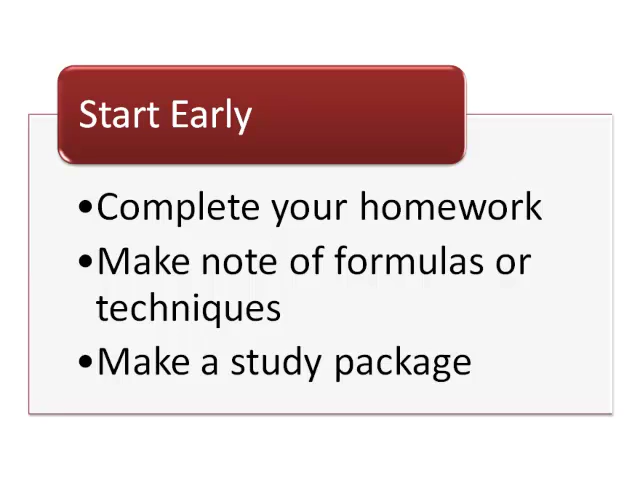 Start Early
•Complete your homework
•Make note of formulas or
techniques
•Make a study package